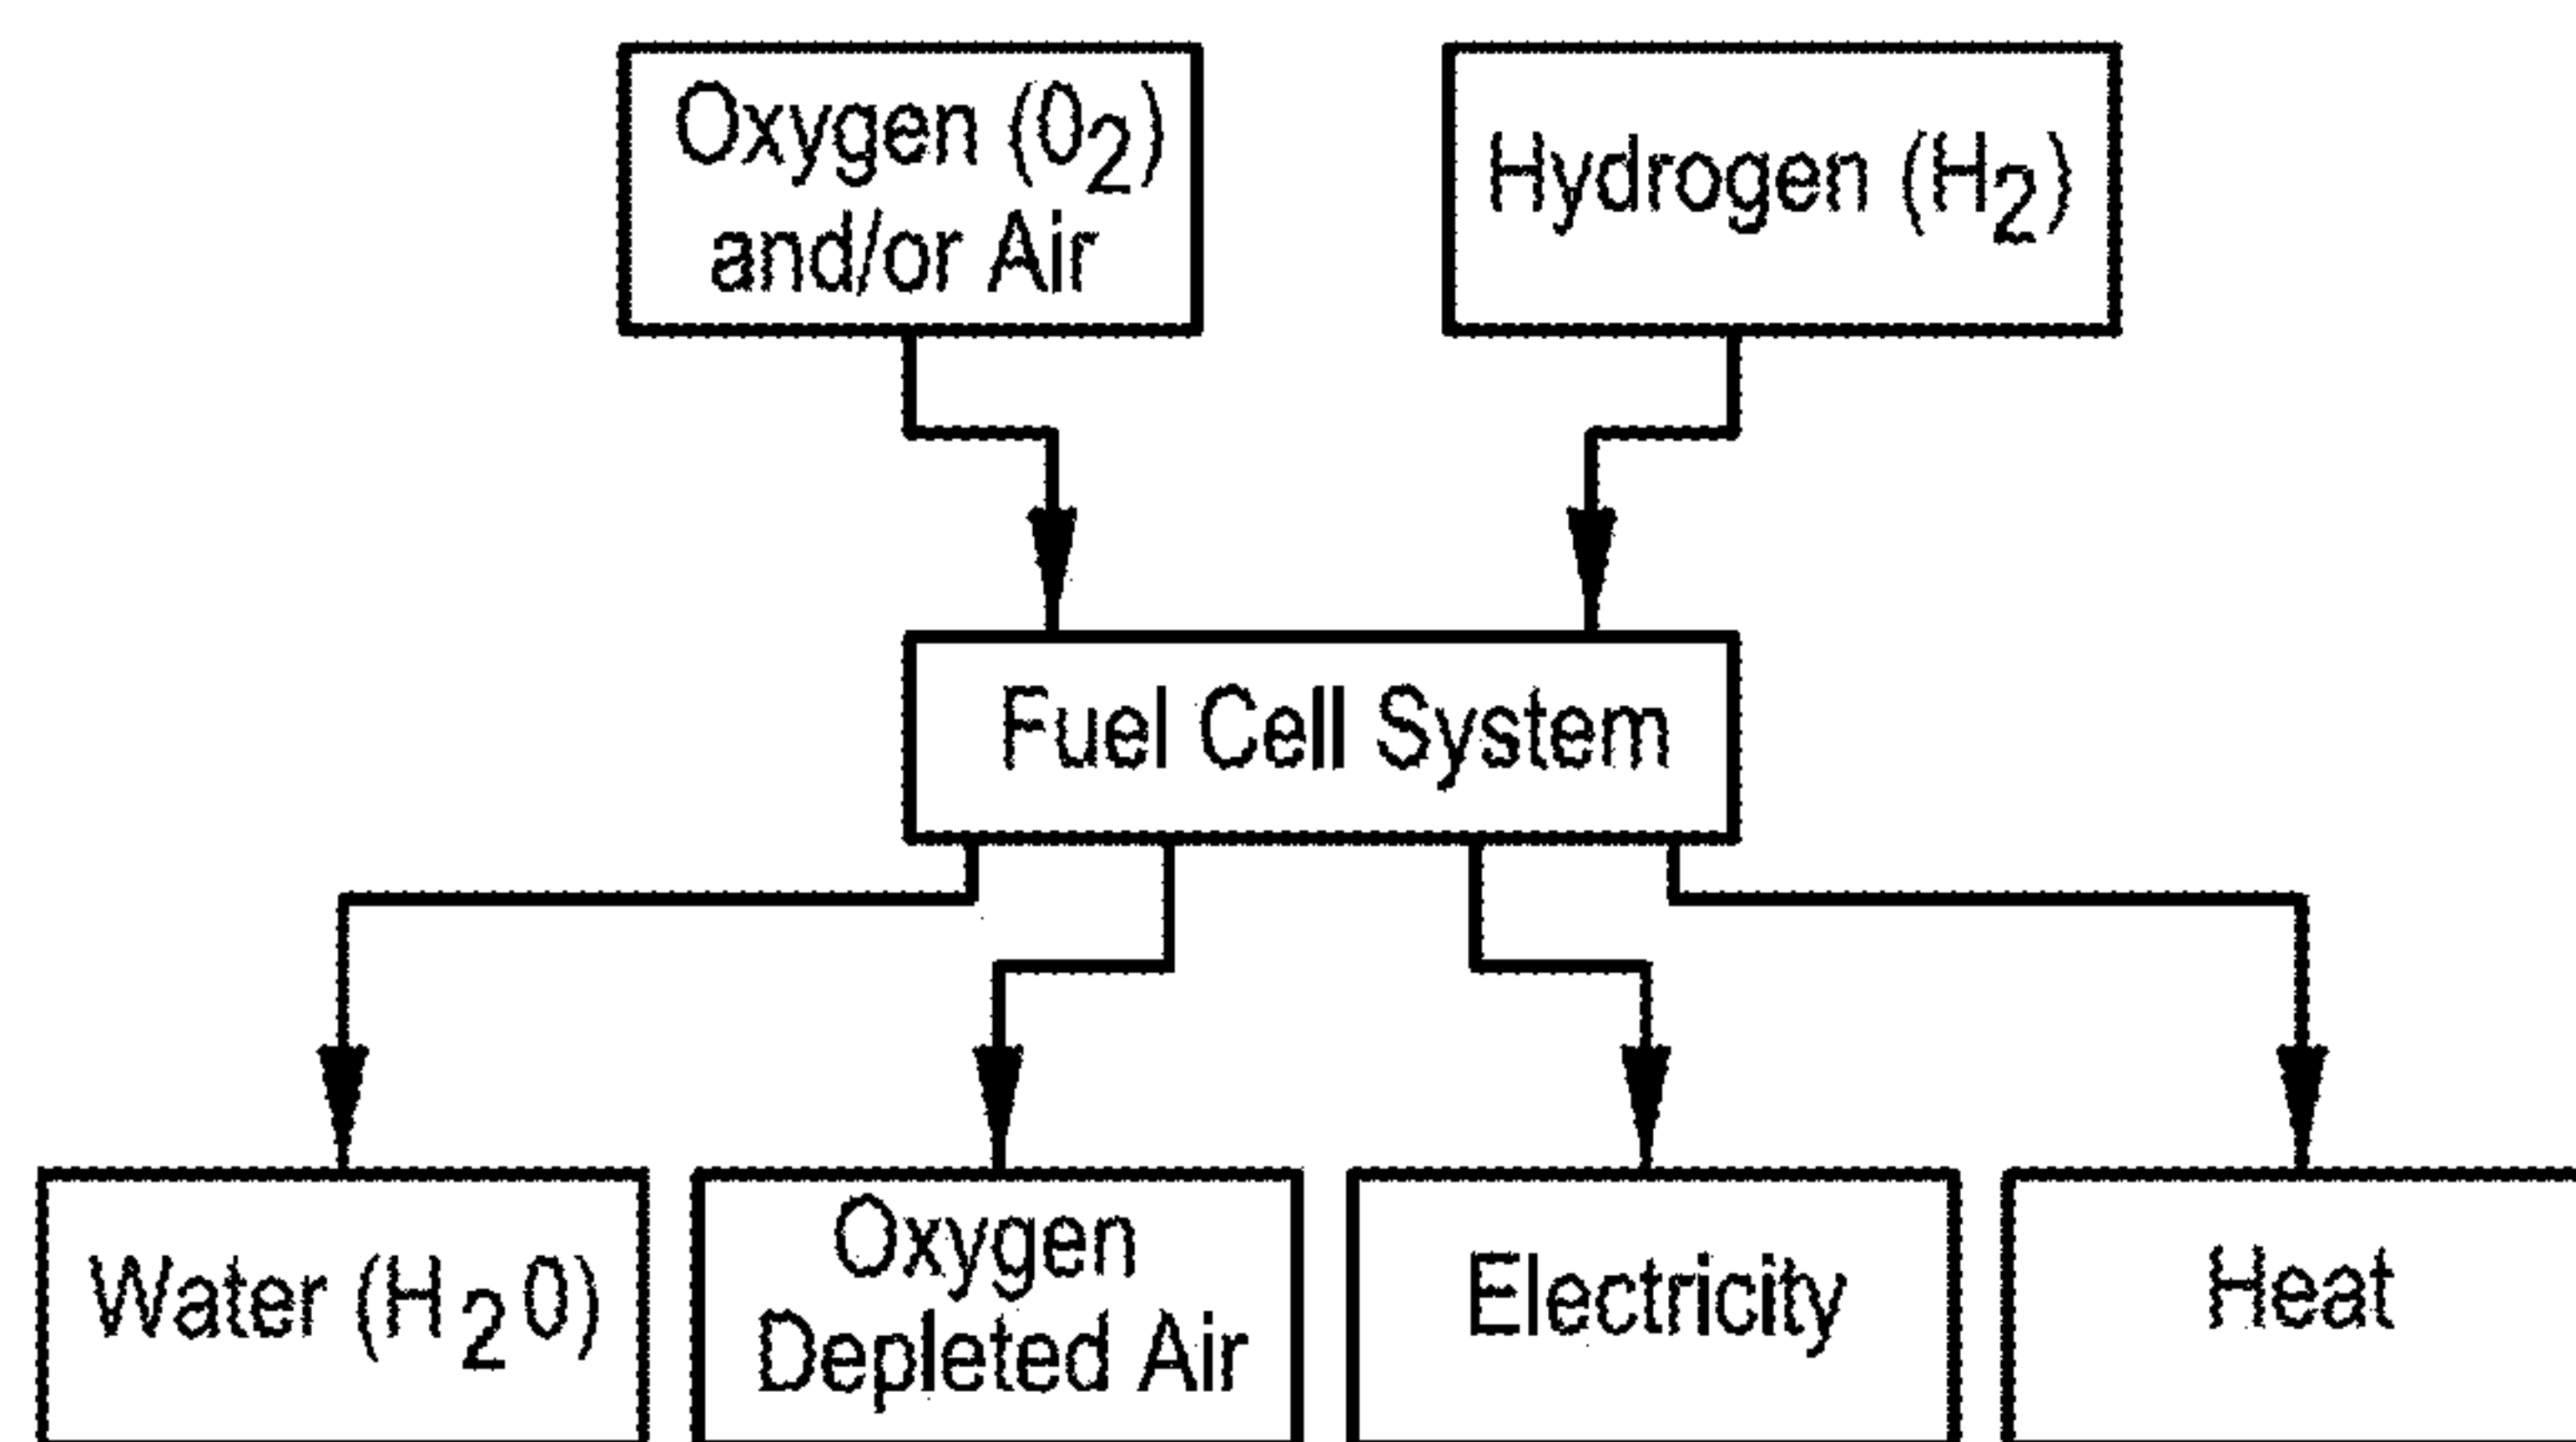 Oxygen (0₂)
and/or Air
Hydrogen (H₂)
Fuel Cell System
Water (H₂0)
Oxygen
Depleted Air
Electricity
Heat